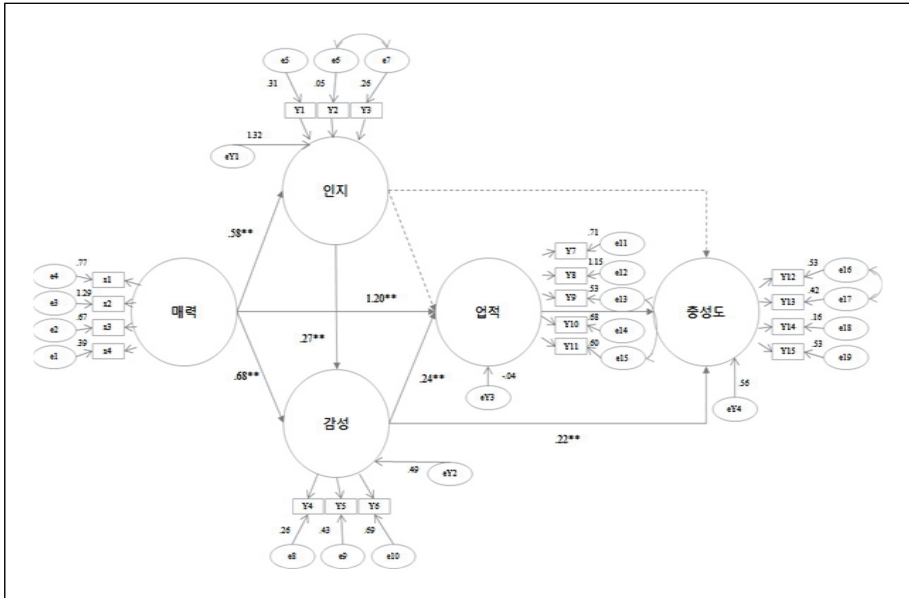 e5 e6 e7
.31 .05 .26
Y1 Y2 Y3
1.32
eY1
인지
.58**
.71
Y7 e11
e4 .77 x1
1.15
Y8 e12
.53
Y12 e16
e3 1.29 x2
매력
1.20**
업적
.53
Y9 e13
중성도
.42
Y13 e17
e2 .67 x3
.68
Y10 e14
.16
Y14 e18
.27**
e1 .39 x4
.60
Y11 e15
.53
Y15 e19
.68**
.24**
-.04
eY3
.56
eY4
감성
.22**
.49
eY2
Y4 Y5 Y6
.26 .43 .69
e8 e9 e10